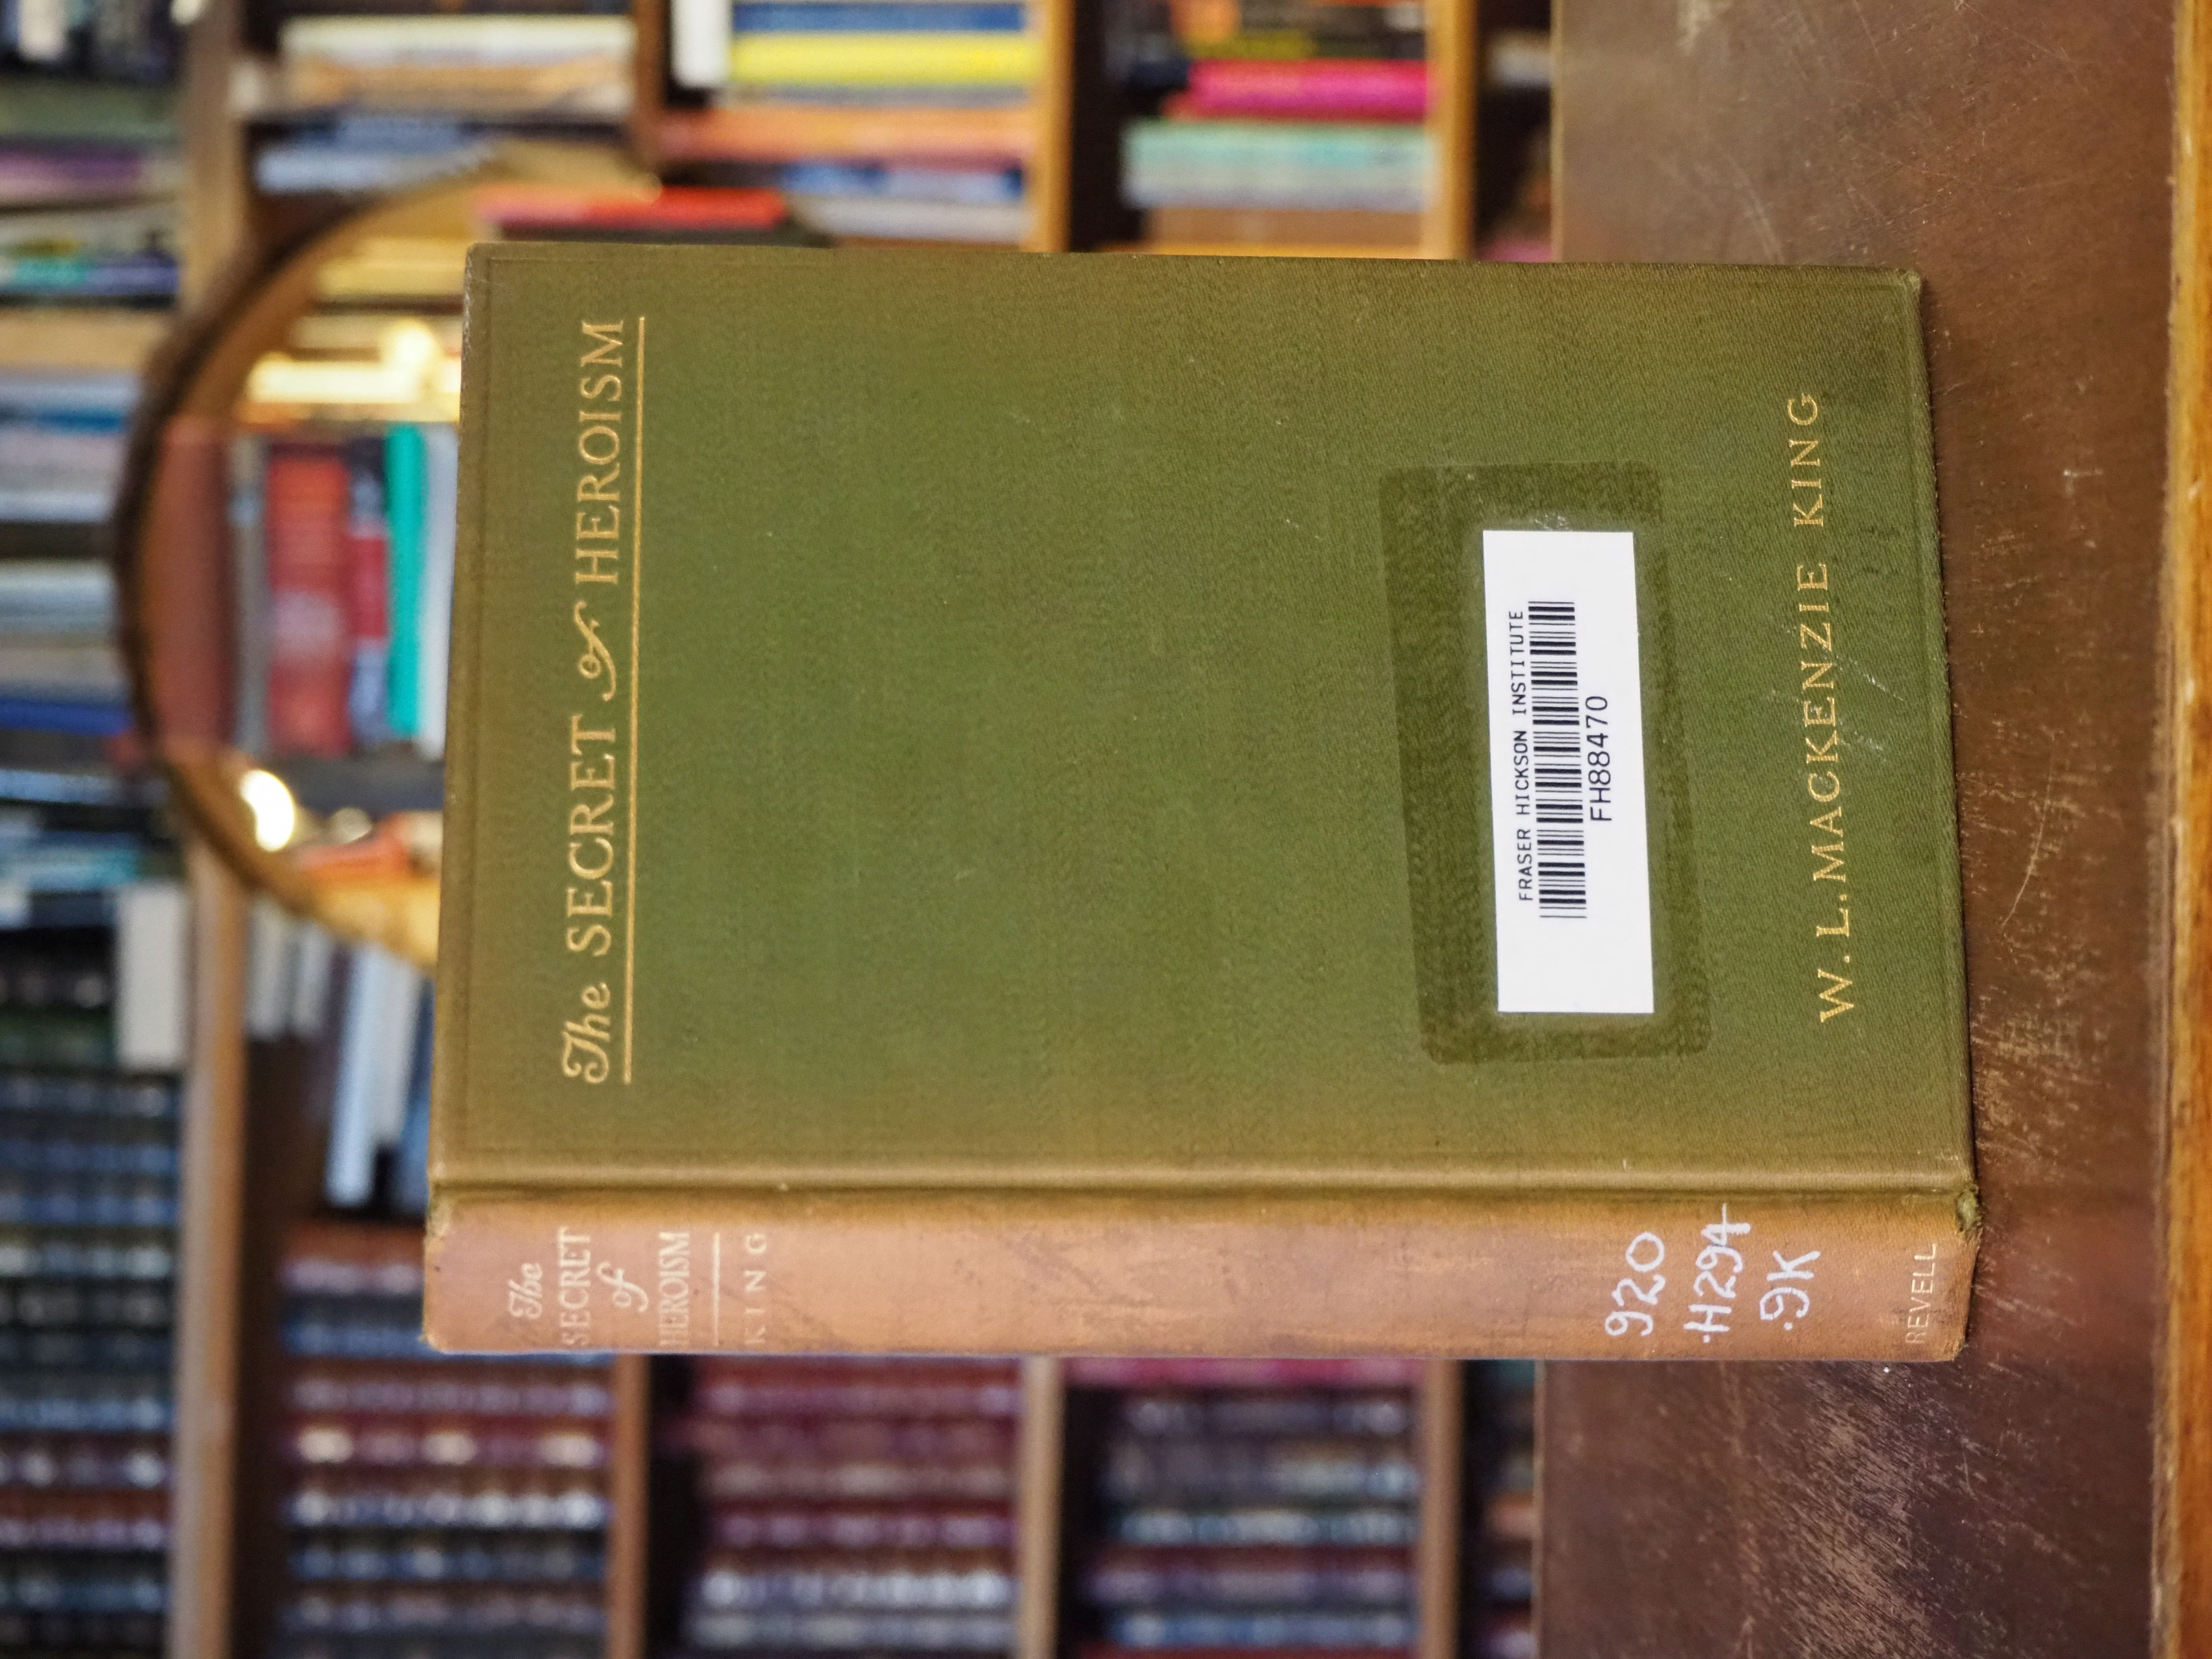 The SECRET of HEROISM
FRASER HICKSON INSTITUTE
FH88470
W. L. MACKENZIE KING
The
SECRET
of
HEROISM
KING
920
.H294
.9K
REVELL